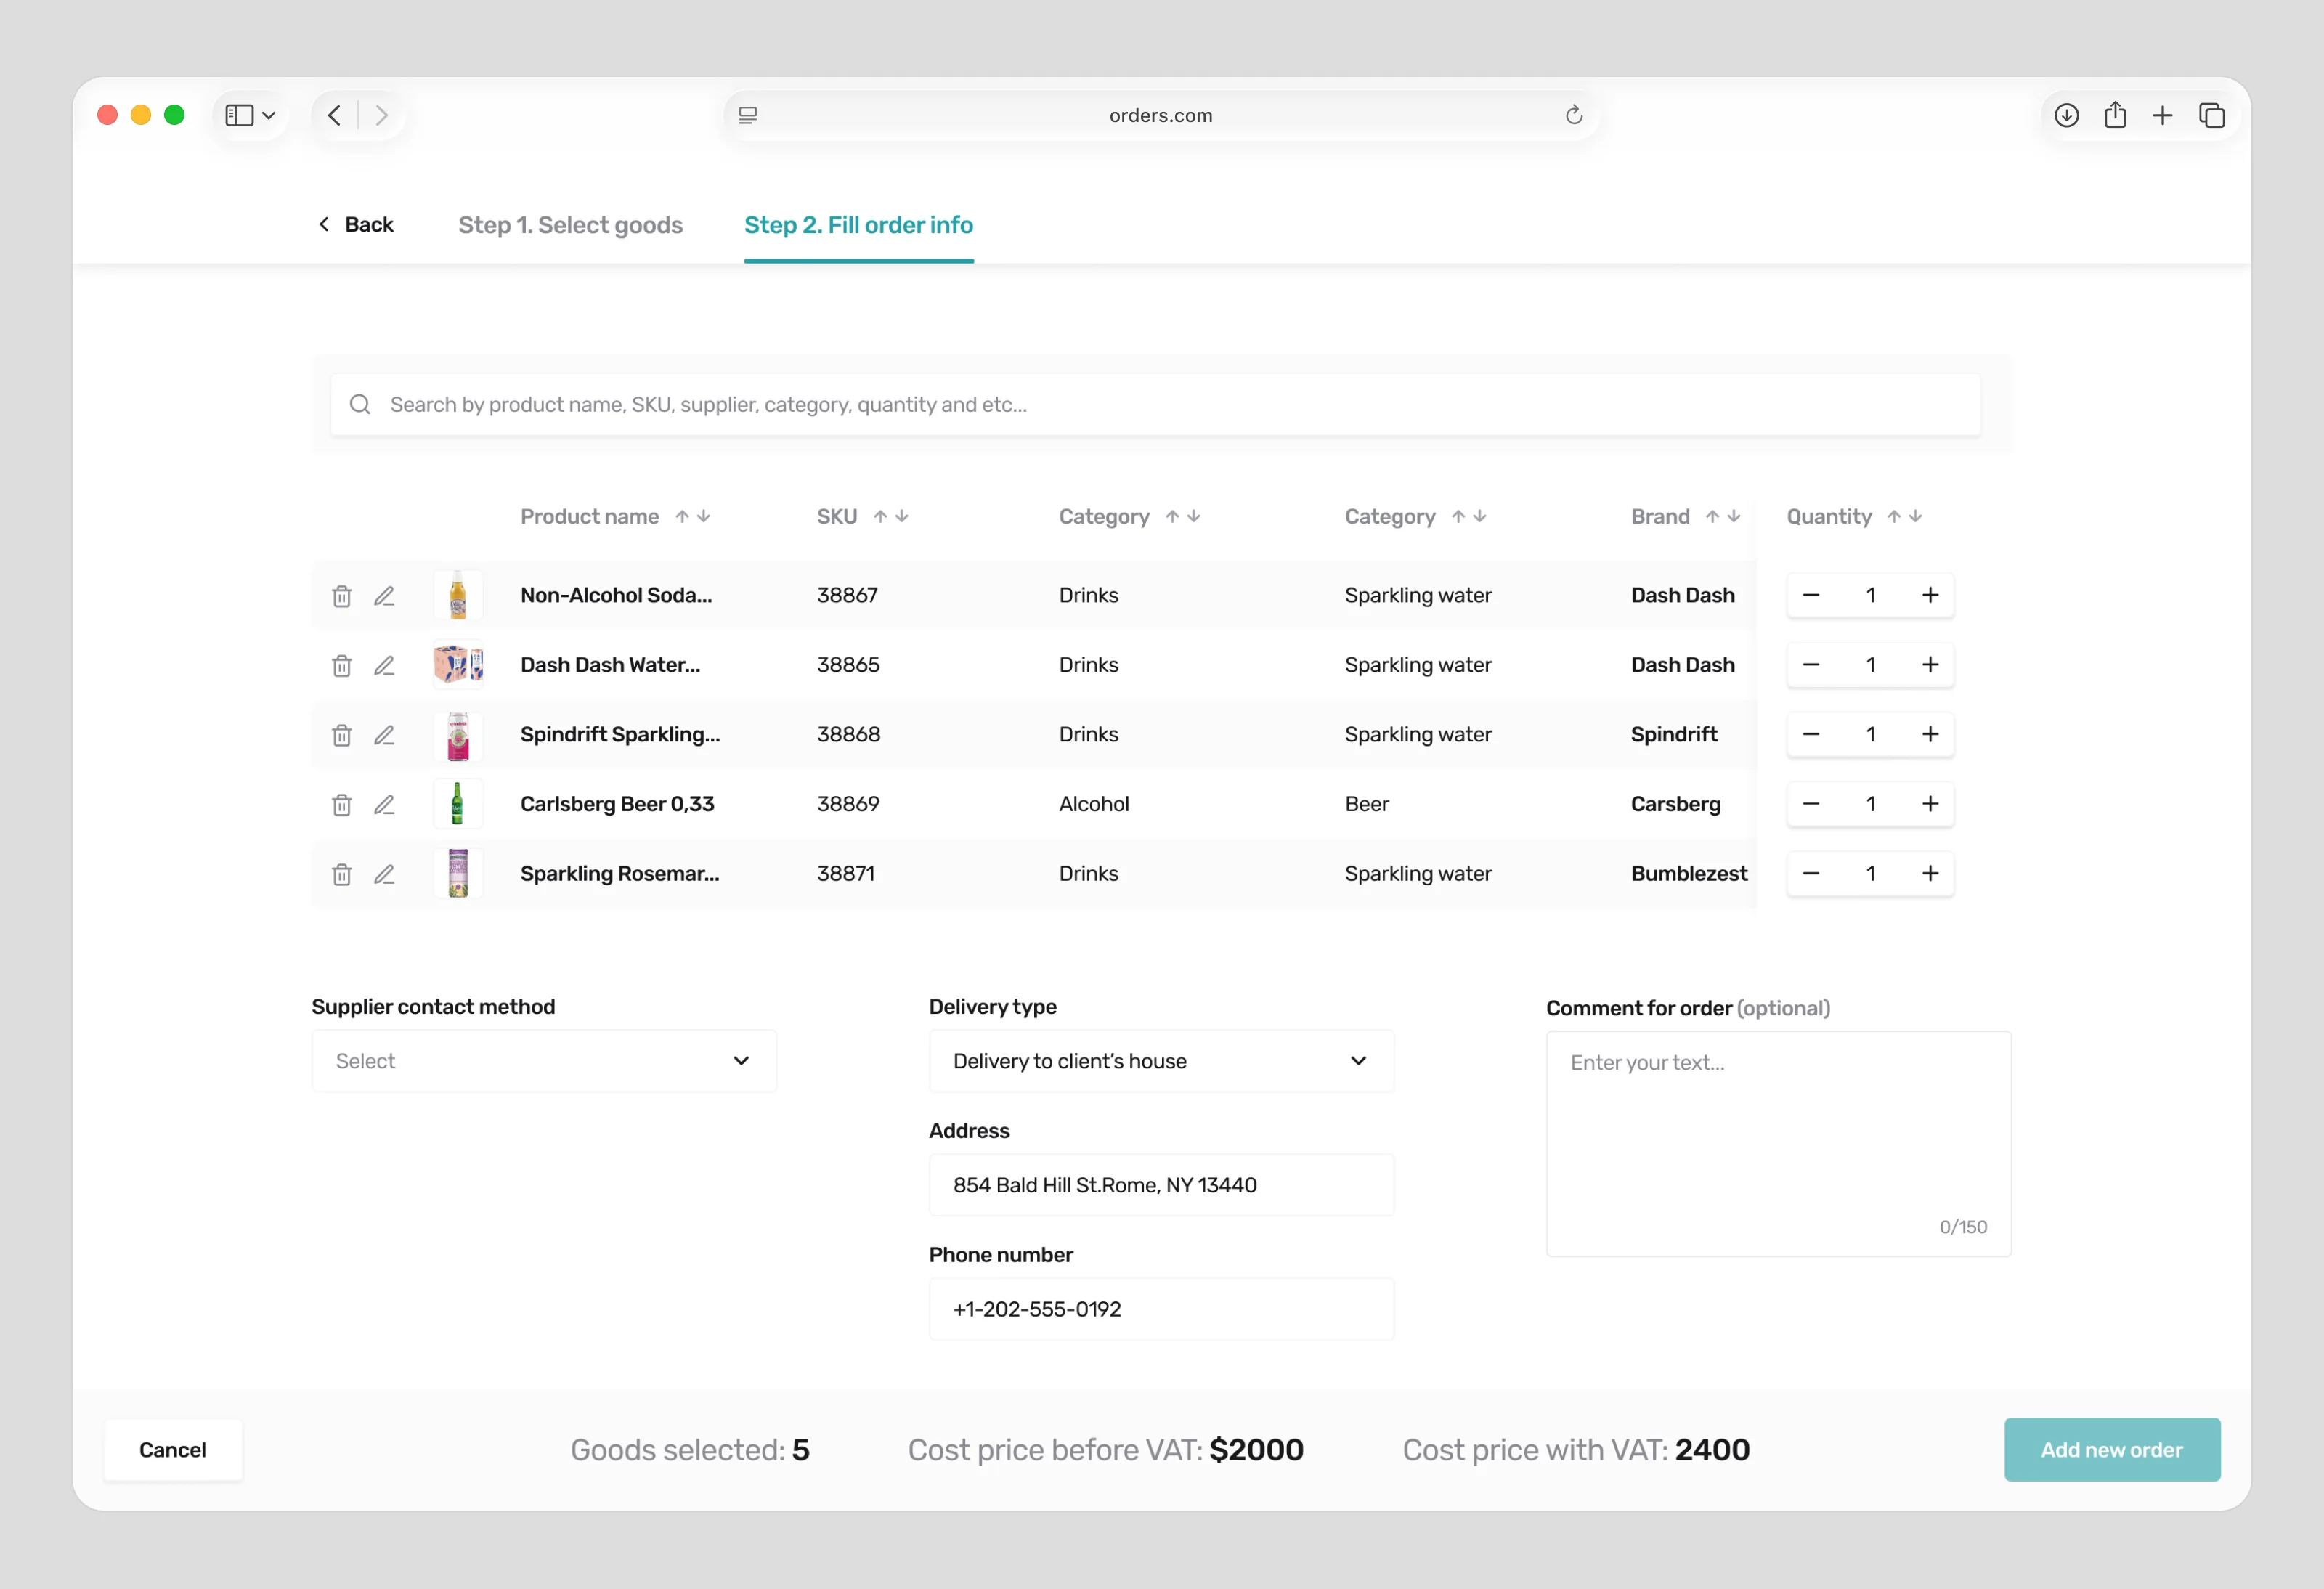 orders.com
Back Step 1. Select goods Step 2. Fill order info
Search by product name, SKU, supplier, category, quantity and etc...
Product name SKU Category Category Brand Quantity
Non-Alcohol Soda... 38867 Drinks Sparkling water Dash Dash 1
Dash Dash Water... 38865 Drinks Sparkling water Dash Dash 1
Spindrift Sparkling... 38868 Drinks Sparkling water Spindrift 1
Carlsberg Beer 0,33 38869 Alcohol Beer Carsberg 1
Sparkling Rosemar... 38871 Drinks Sparkling water Bumblezest 1
Supplier contact method
Select
Delivery type
Delivery to client’s house
Address
854 Bald Hill St.Rome, NY 13440
Phone number
+1-202-555-0192
Comment for order (optional)
Enter your text...
0/150
Cancel Goods selected: 5 Cost price before VAT: $2000 Cost price with VAT: 2400 Add new order